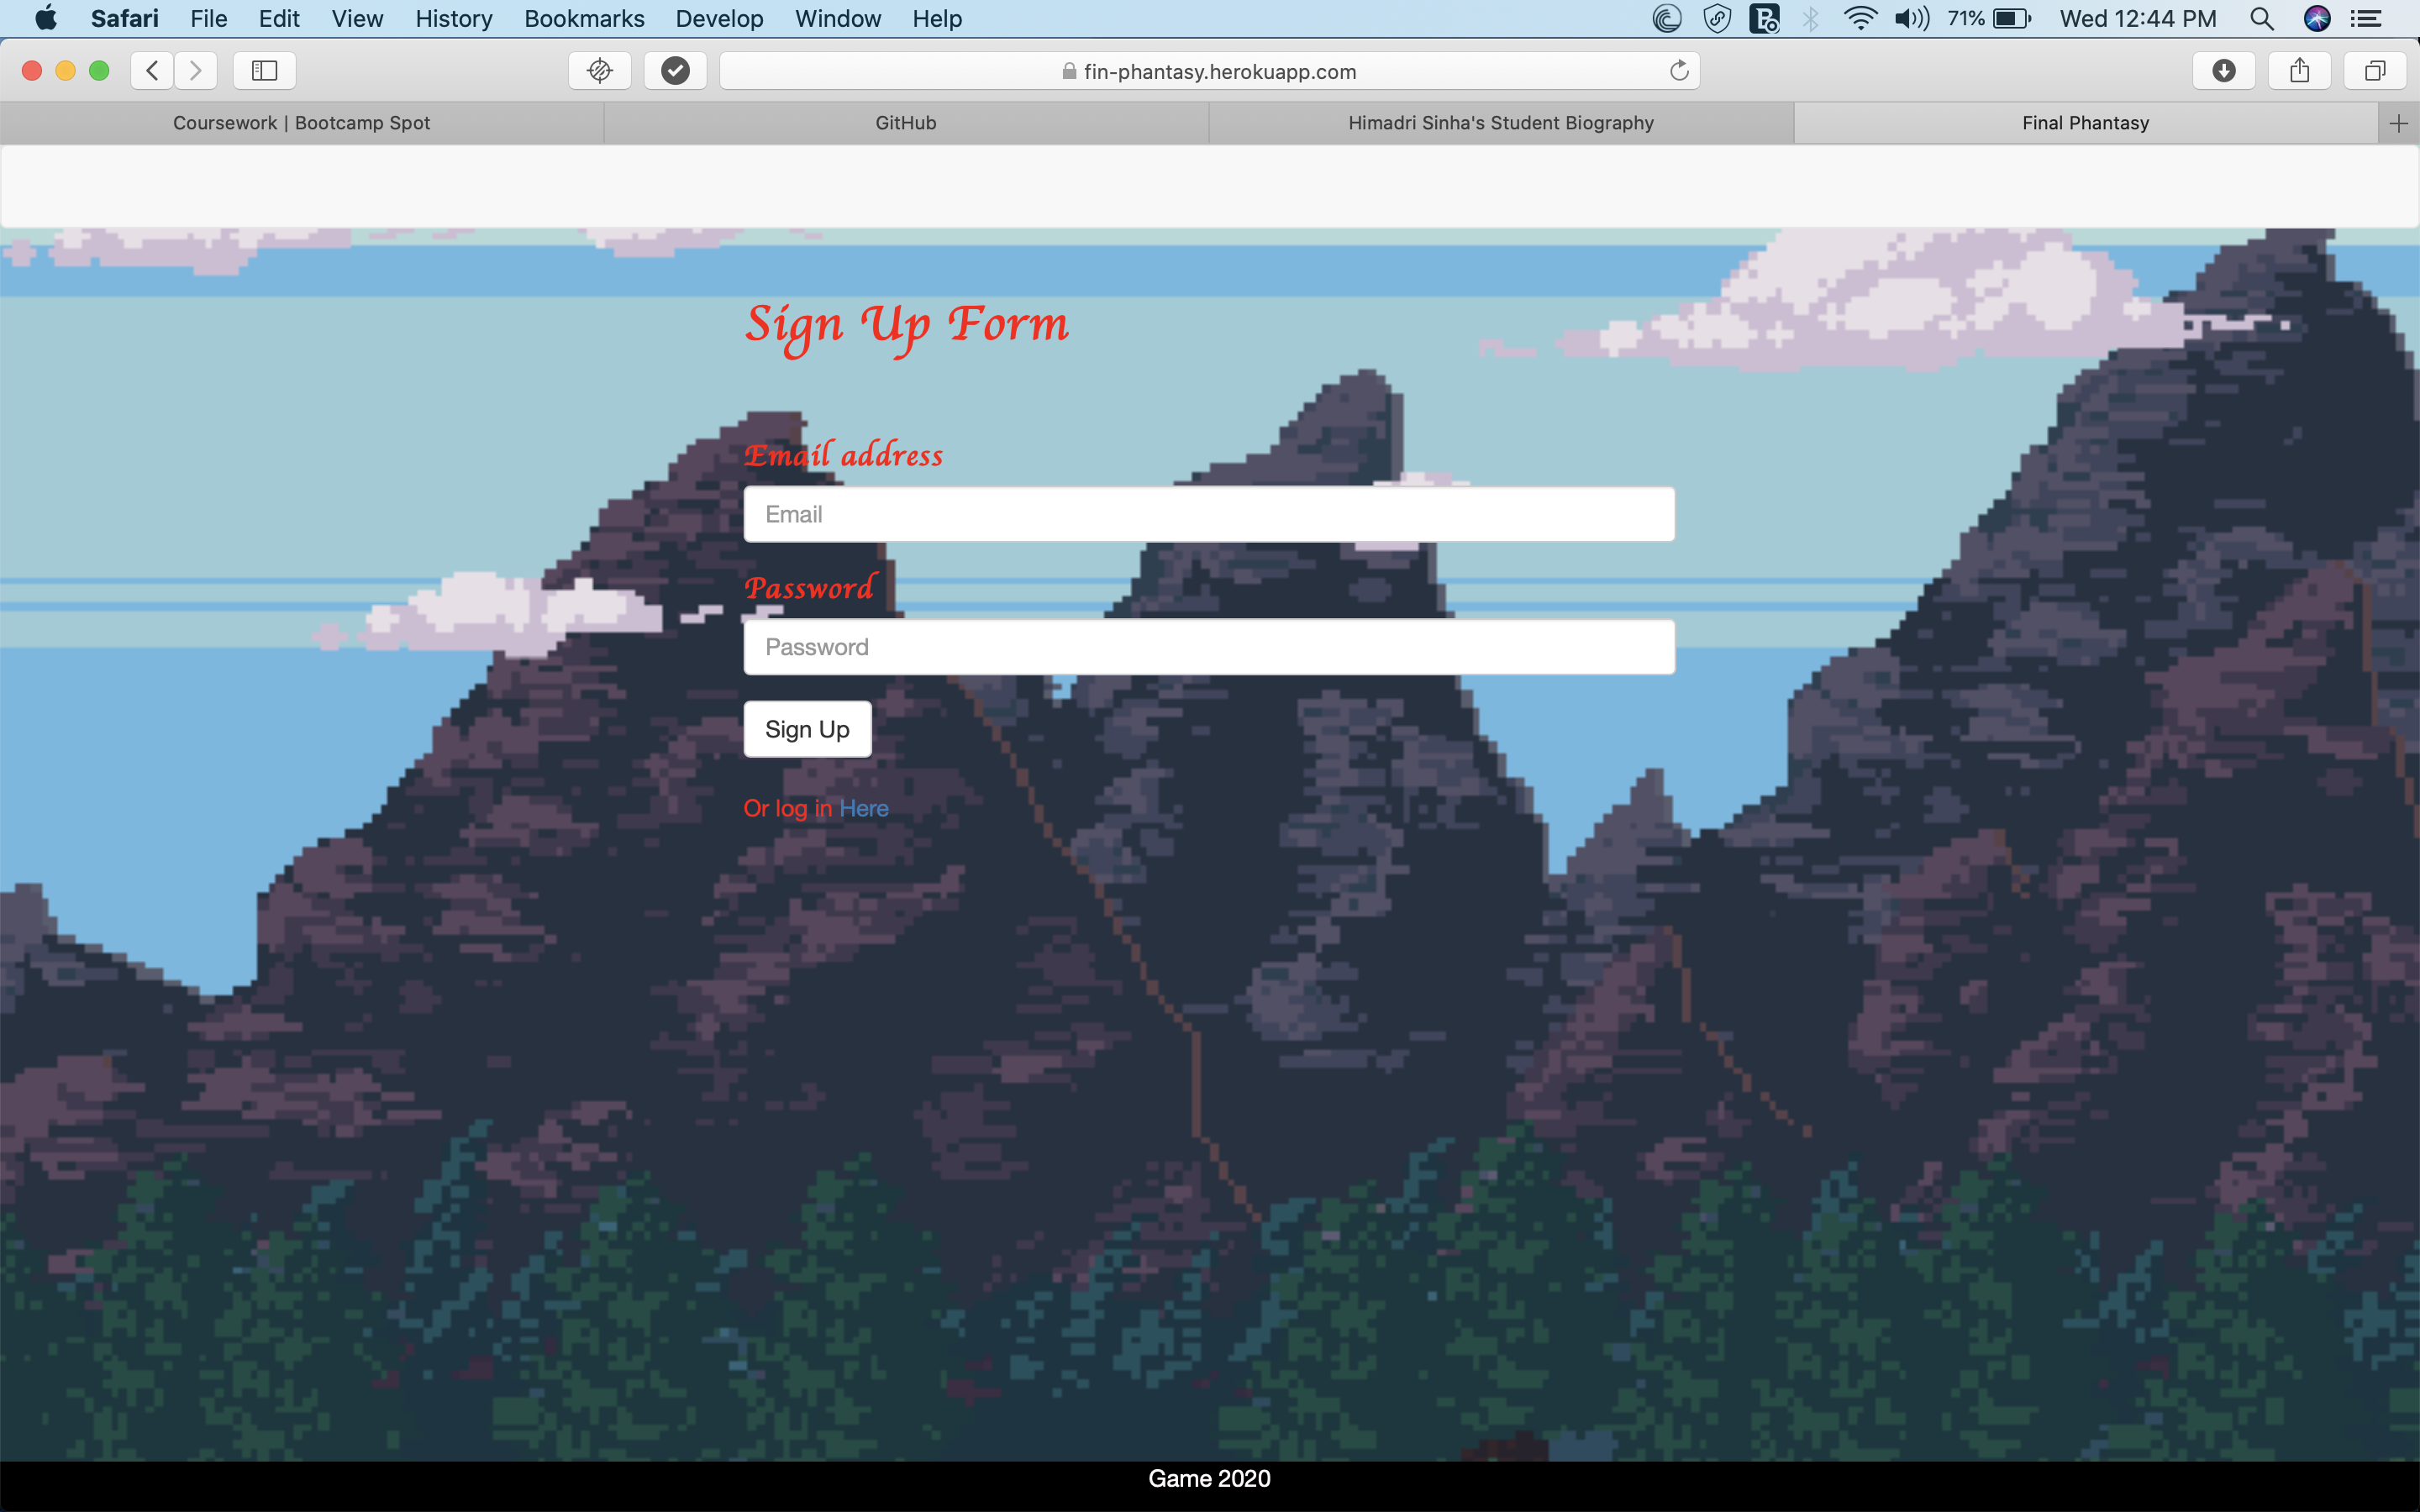 Safari File Edit View History Bookmarks Develop Window Help 71% Wed 12:44 PM
fin-phantasy.herokuapp.com
Coursework | Bootcamp Spot GitHub Himadri Sinha's Student Biography Final Phantasy
Sign Up Form
Email address
Email
Password
Password
Sign Up
Or log in Here
Game 2020